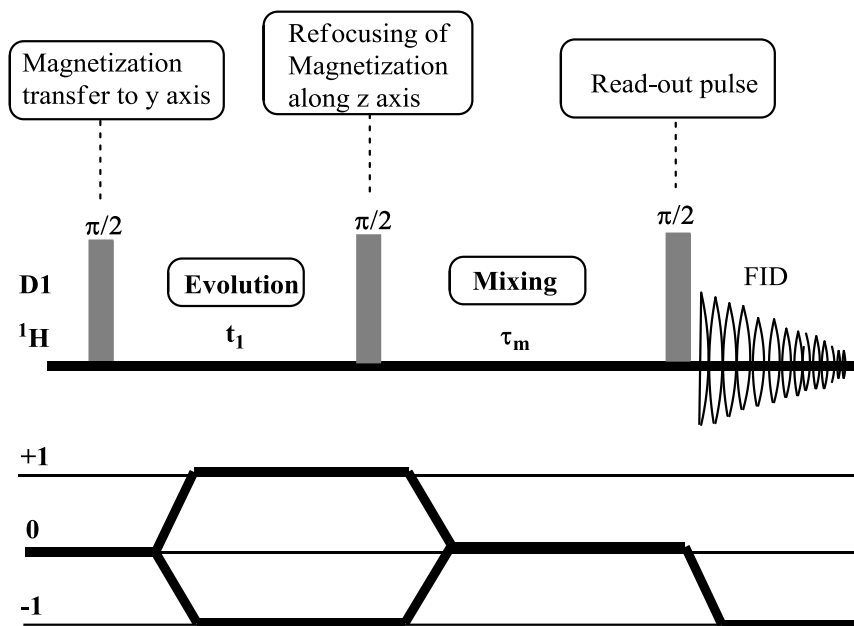 Magnetization
transfer to y axis
Refocusing of
Magnetization
along z axis
Read-out pulse
π/2
π/2
π/2
D1
Evolution
Mixing
FID
¹H
t₁
τₘ
+1
0
-1